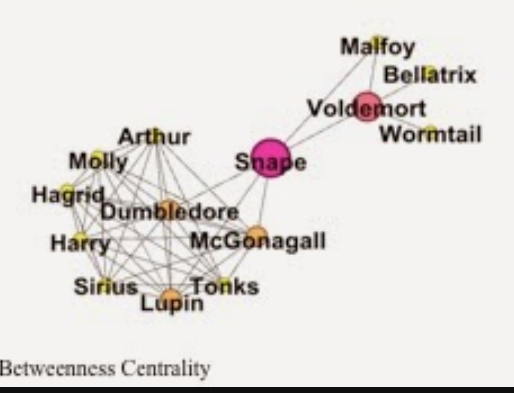 Malfoy
Bellatrix
Voldemort
Wormtail
Arthur
Snape
Molly
Hagrid
Dumbledore
Harry
McGonagall
Sirius
Tonks
Lupin
Betweenness Centrality